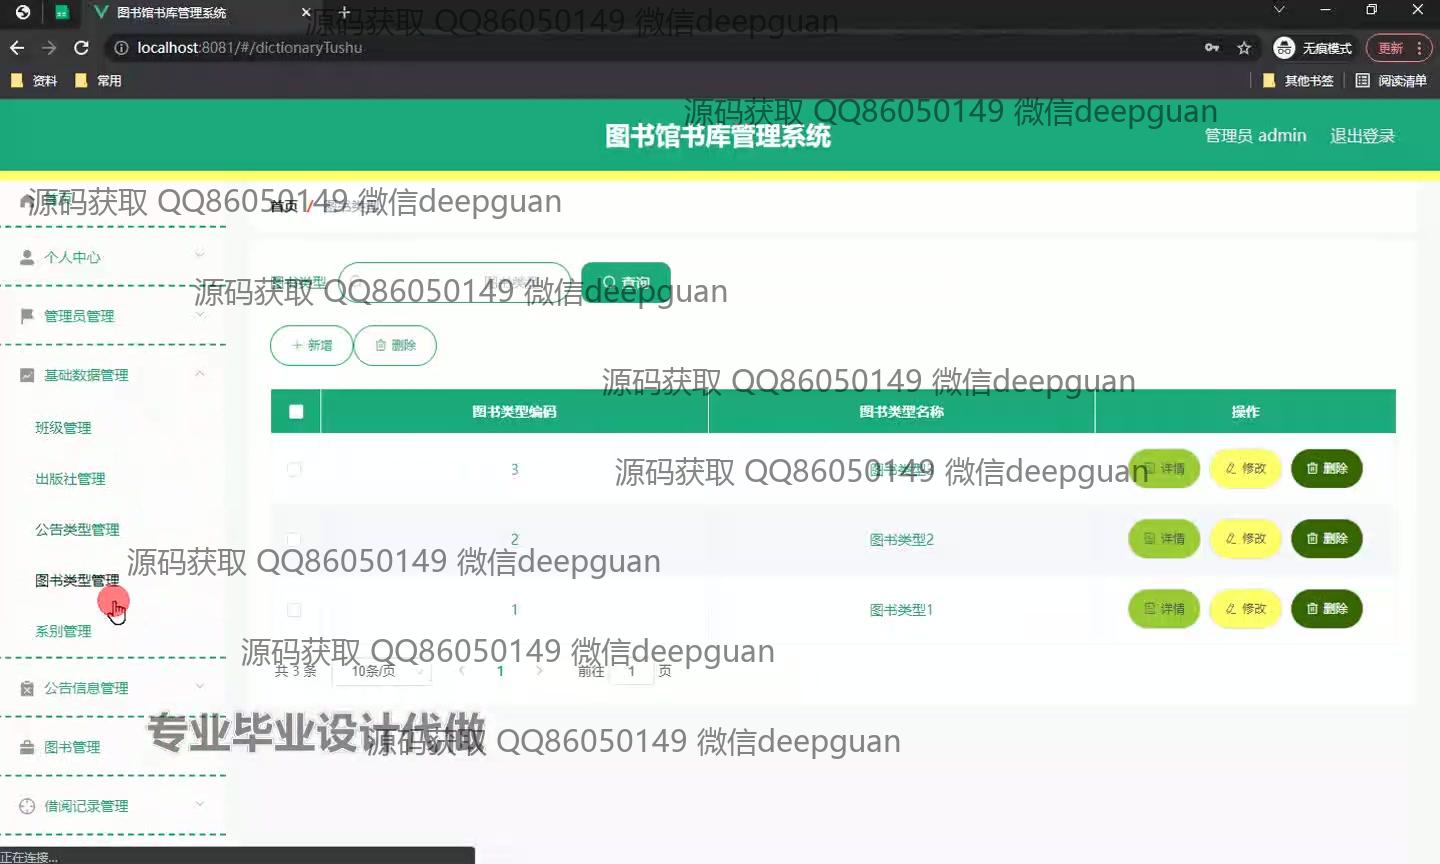 图书馆书库管理系统
源码获取 QQ86050149 微信deepguan
localhost:8081/#/dictionaryTushu
无痕模式
更新
资料
常用
其他书签
阅读清单
源码获取 QQ86050149 微信deepguan
图书馆书库管理系统
管理员 admin
退出登录
源码获取 QQ86050149 微信deepguan
首页 / 图书类型
个人中心
图书类型
查询
源码获取 QQ86050149 微信deepguan
管理员管理
新增
删除
基础数据管理
源码获取 QQ86050149 微信deepguan
图书类型编码
图书类型名称
操作
班级管理
3
详情
修改
删除
源码获取 QQ86050149 微信deepguan
出版社管理
公告类型管理
2
图书类型2
详情
修改
删除
源码获取 QQ86050149 微信deepguan
图书类型管理
1
图书类型1
详情
修改
删除
系别管理
源码获取 QQ86050149 微信deepguan
共 3 条
10条/页
1
前往 1 页
公告信息管理
专业毕业设计代做
源码获取 QQ86050149 微信deepguan
图书管理
借阅记录管理
正在连接...